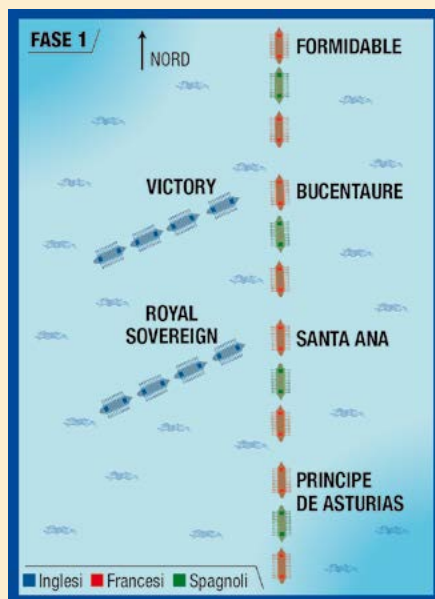 FASE 1
NORD
FORMIDABLE
VICTORY
BUCENTAURE
ROYAL
SOVEREIGN
SANTA ANA
PRINCIPE
DE ASTURIAS
Inglesi Francesi Spagnoli